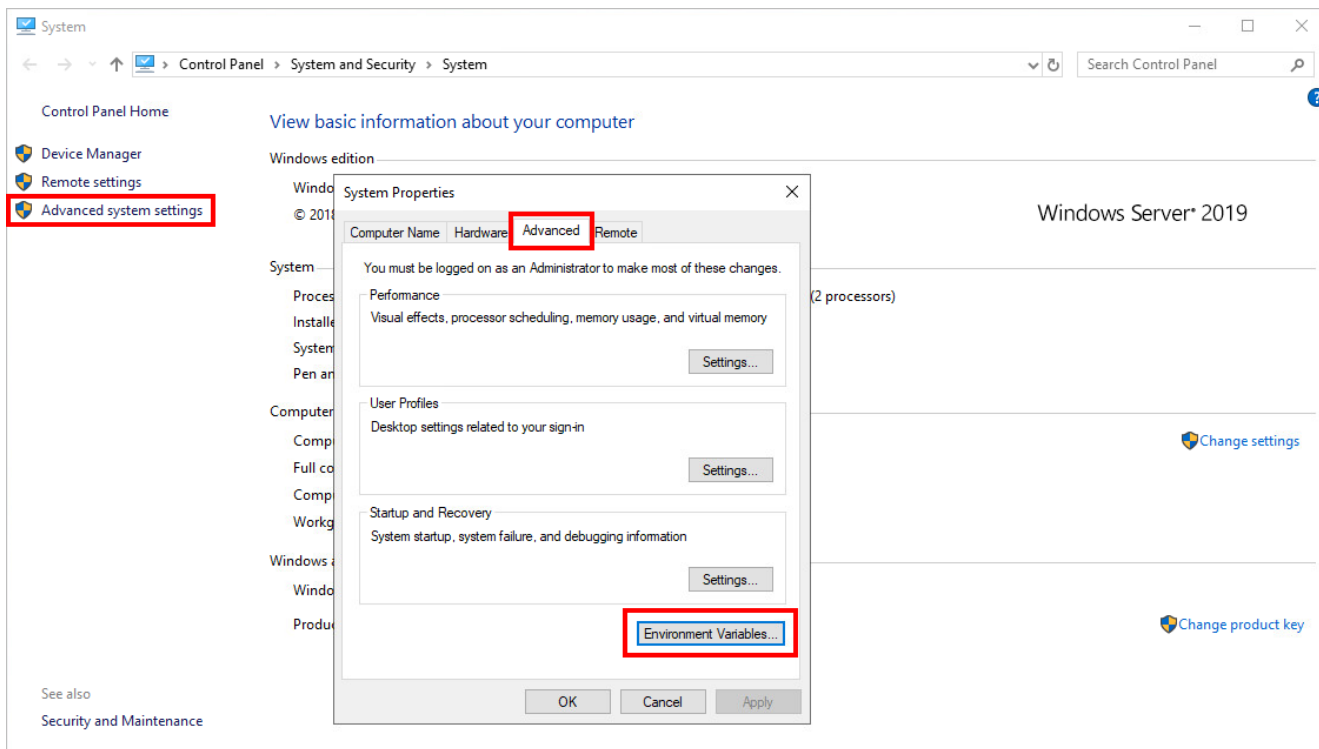 System
Control Panel > System and Security > System
Search Control Panel
Control Panel Home
Device Manager
Remote settings
Advanced system settings
See also
Security and Maintenance
View basic information about your computer
Windows edition
© 2018
Windows Server® 2019
System
(2 processors)
Change settings
Change product key
System Properties
Computer Name
Hardware
Advanced
Remote
You must be logged on as an Administrator to make most of these changes.
Performance
Visual effects, processor scheduling, memory usage, and virtual memory
Settings...
User Profiles
Desktop settings related to your sign-in
Settings...
Startup and Recovery
System startup, system failure, and debugging information
Settings...
Environment Variables...
OK
Cancel
Apply